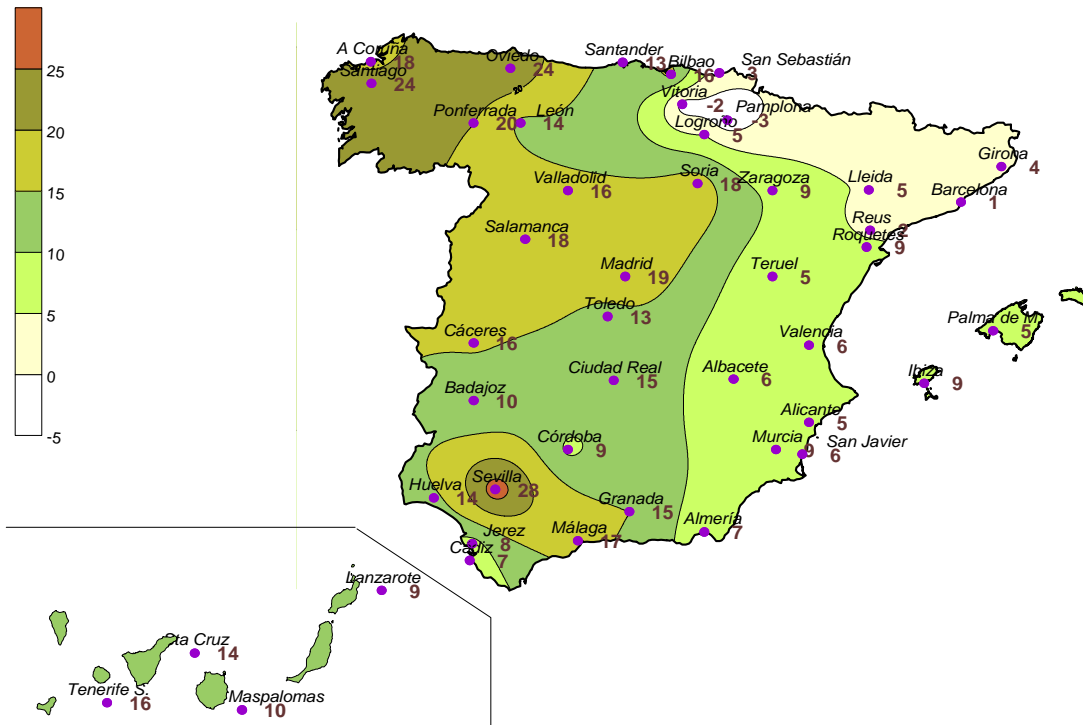 25
20
15
10
5
0
-5
A Coruña 18
Santiago 24
Oviedo 24
Santander 13
Bilbao 16
San Sebastián 3
Vitoria -2
Pamplona -3
Ponferrada 20
León 14
Logroño 5
Girona 4
Valladolid 16
Soria 18
Zaragoza 9
Lleida 5
Barcelona 1
Reus 2
Roquetes 9
Salamanca 18
Madrid 19
Teruel 5
Toledo 13
Palma de M. 5
Cáceres 16
Valencia 6
Ciudad Real 15
Albacete 6
Ibiza 9
Badajoz 10
Alicante 5
Córdoba 9
Murcia 9
San Javier 6
Sevilla 28
Huelva 14
Granada 15
Almería 7
Jerez 8
Málaga 17
Cádiz 7
Lanzarote 9
Sta Cruz 14
Tenerife S. 16
Maspalomas 10